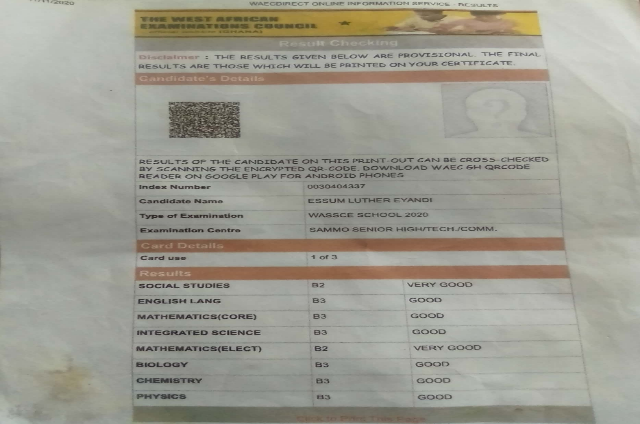 /11/2020 WAECDIRECT ONLINE INFORMATION SERVICE - RESULTS
THE WEST AFRICAN
EXAMINATIONS COUNCIL
Result Checking
Disclaimer : THE RESULTS GIVEN BELOW ARE PROVISIONAL. THE FINAL
RESULTS ARE THOSE WHICH WILL BE PRINTED ON YOUR CERTIFICATE.
Candidate's Details
RESULTS OF THE CANDIDATE ON THIS PRINT-OUT CAN BE CROSS-CHECKED
BY SCANNING THE ENCRYPTED QR-CODE. DOWNLOAD WAEC GH QRCODE
READER ON GOOGLE PLAY FOR ANDROID PHONES
Index Number 0030404337
Candidate Name ESSUM LUTHER EYANDI
Type of Examination WASSCE SCHOOL 2020
Examination Centre SAMMO SENIOR HIGH/TECH./COMM.
Card Details
Card use 1 of 3
Results
SOCIAL STUDIES B2 VERY GOOD
ENGLISH LANG B3 GOOD
MATHEMATICS(CORE) B3 GOOD
INTEGRATED SCIENCE B3 GOOD
MATHEMATICS(ELECT) B2 VERY GOOD
BIOLOGY B3 GOOD
CHEMISTRY B3 GOOD
PHYSICS B3 GOOD